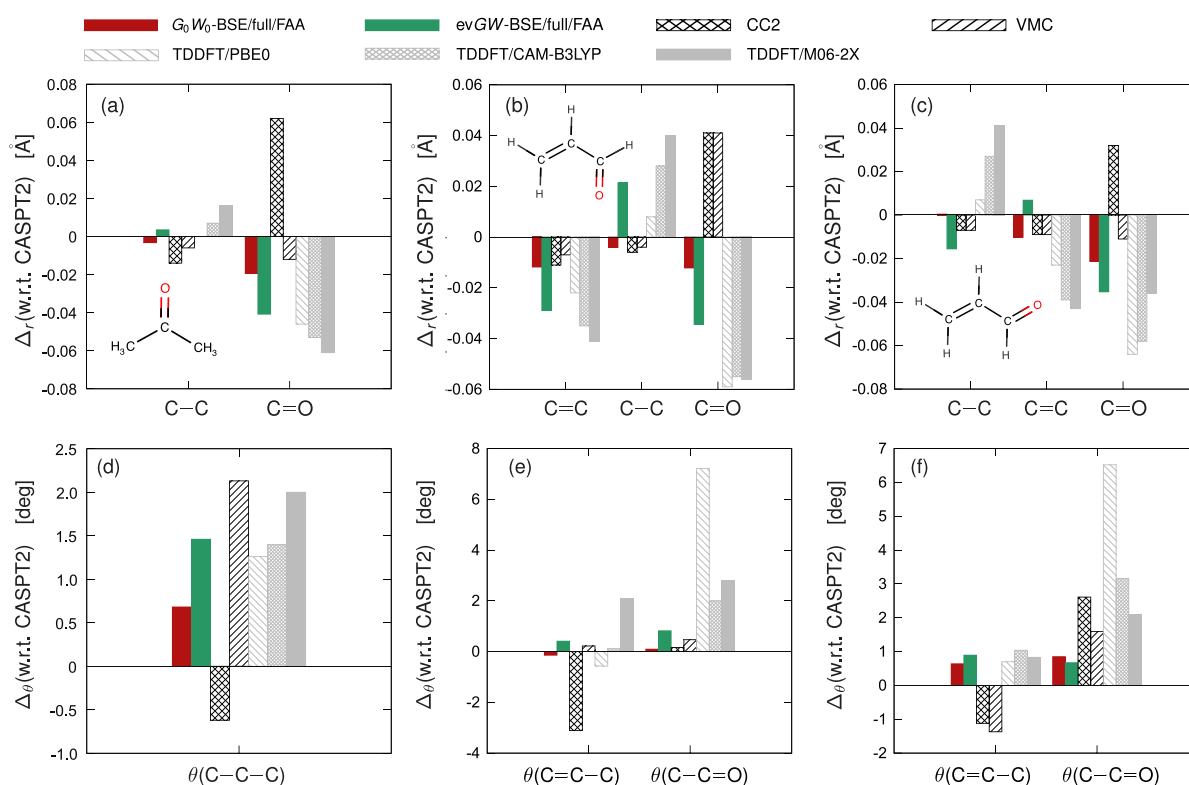 G₀W₀-BSE/full/FAA evGW-BSE/full/FAA CC2 VMC
TDDFT/PBE0 TDDFT/CAM-B3LYP TDDFT/M06-2X
(a)
Δr(w.r.t. CASPT2) [Å]
0.08
0.06
0.04
0.02
0
-0.02
-0.04
-0.06
-0.08
O
C
H₃C CH₃
C−C C=O
(b)
Δr(w.r.t. CASPT2) [Å]
0.06
0.04
0.02
0
-0.02
-0.04
-0.06
H
H C H
C C
H O
C=C C−C C=O
(c)
Δr(w.r.t. CASPT2) [Å]
0.06
0.04
0.02
0
-0.02
-0.04
-0.06
-0.08
H
H C O
C C
H H
C−C C=C C=O
(d)
Δθ(w.r.t. CASPT2) [deg]
2.5
2.0
1.5
1.0
0.5
0
-0.5
-1.0
θ(C−C−C)
(e)
Δθ(w.r.t. CASPT2) [deg]
8
6
4
2
0
-2
-4
θ(C=C−C) θ(C−C=O)
(f)
Δθ(w.r.t. CASPT2) [deg]
7
6
5
4
3
2
1
0
-1
-2
θ(C=C−C) θ(C−C=O)